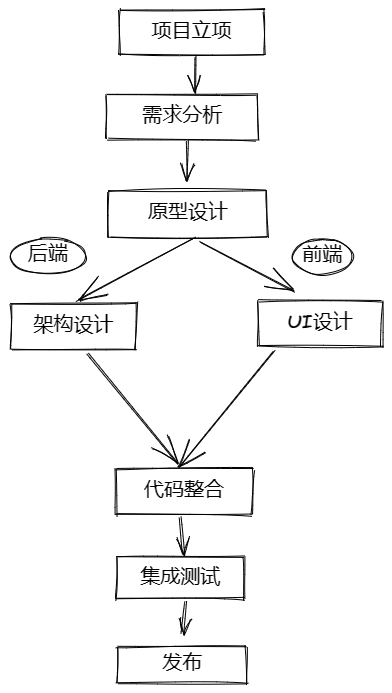 项目立项
需求分析
原型设计
后端
前端
架构设计
UI设计
代码整合
集成测试
发布